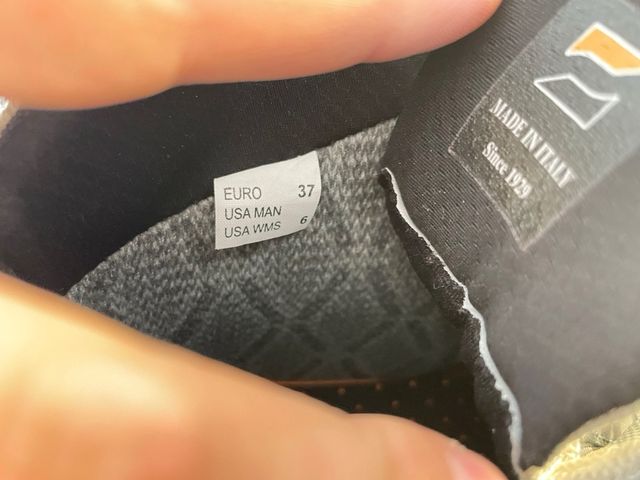 EURO 37
USA MAN
USA WMS 6
MADE IN ITALY
Since 1929